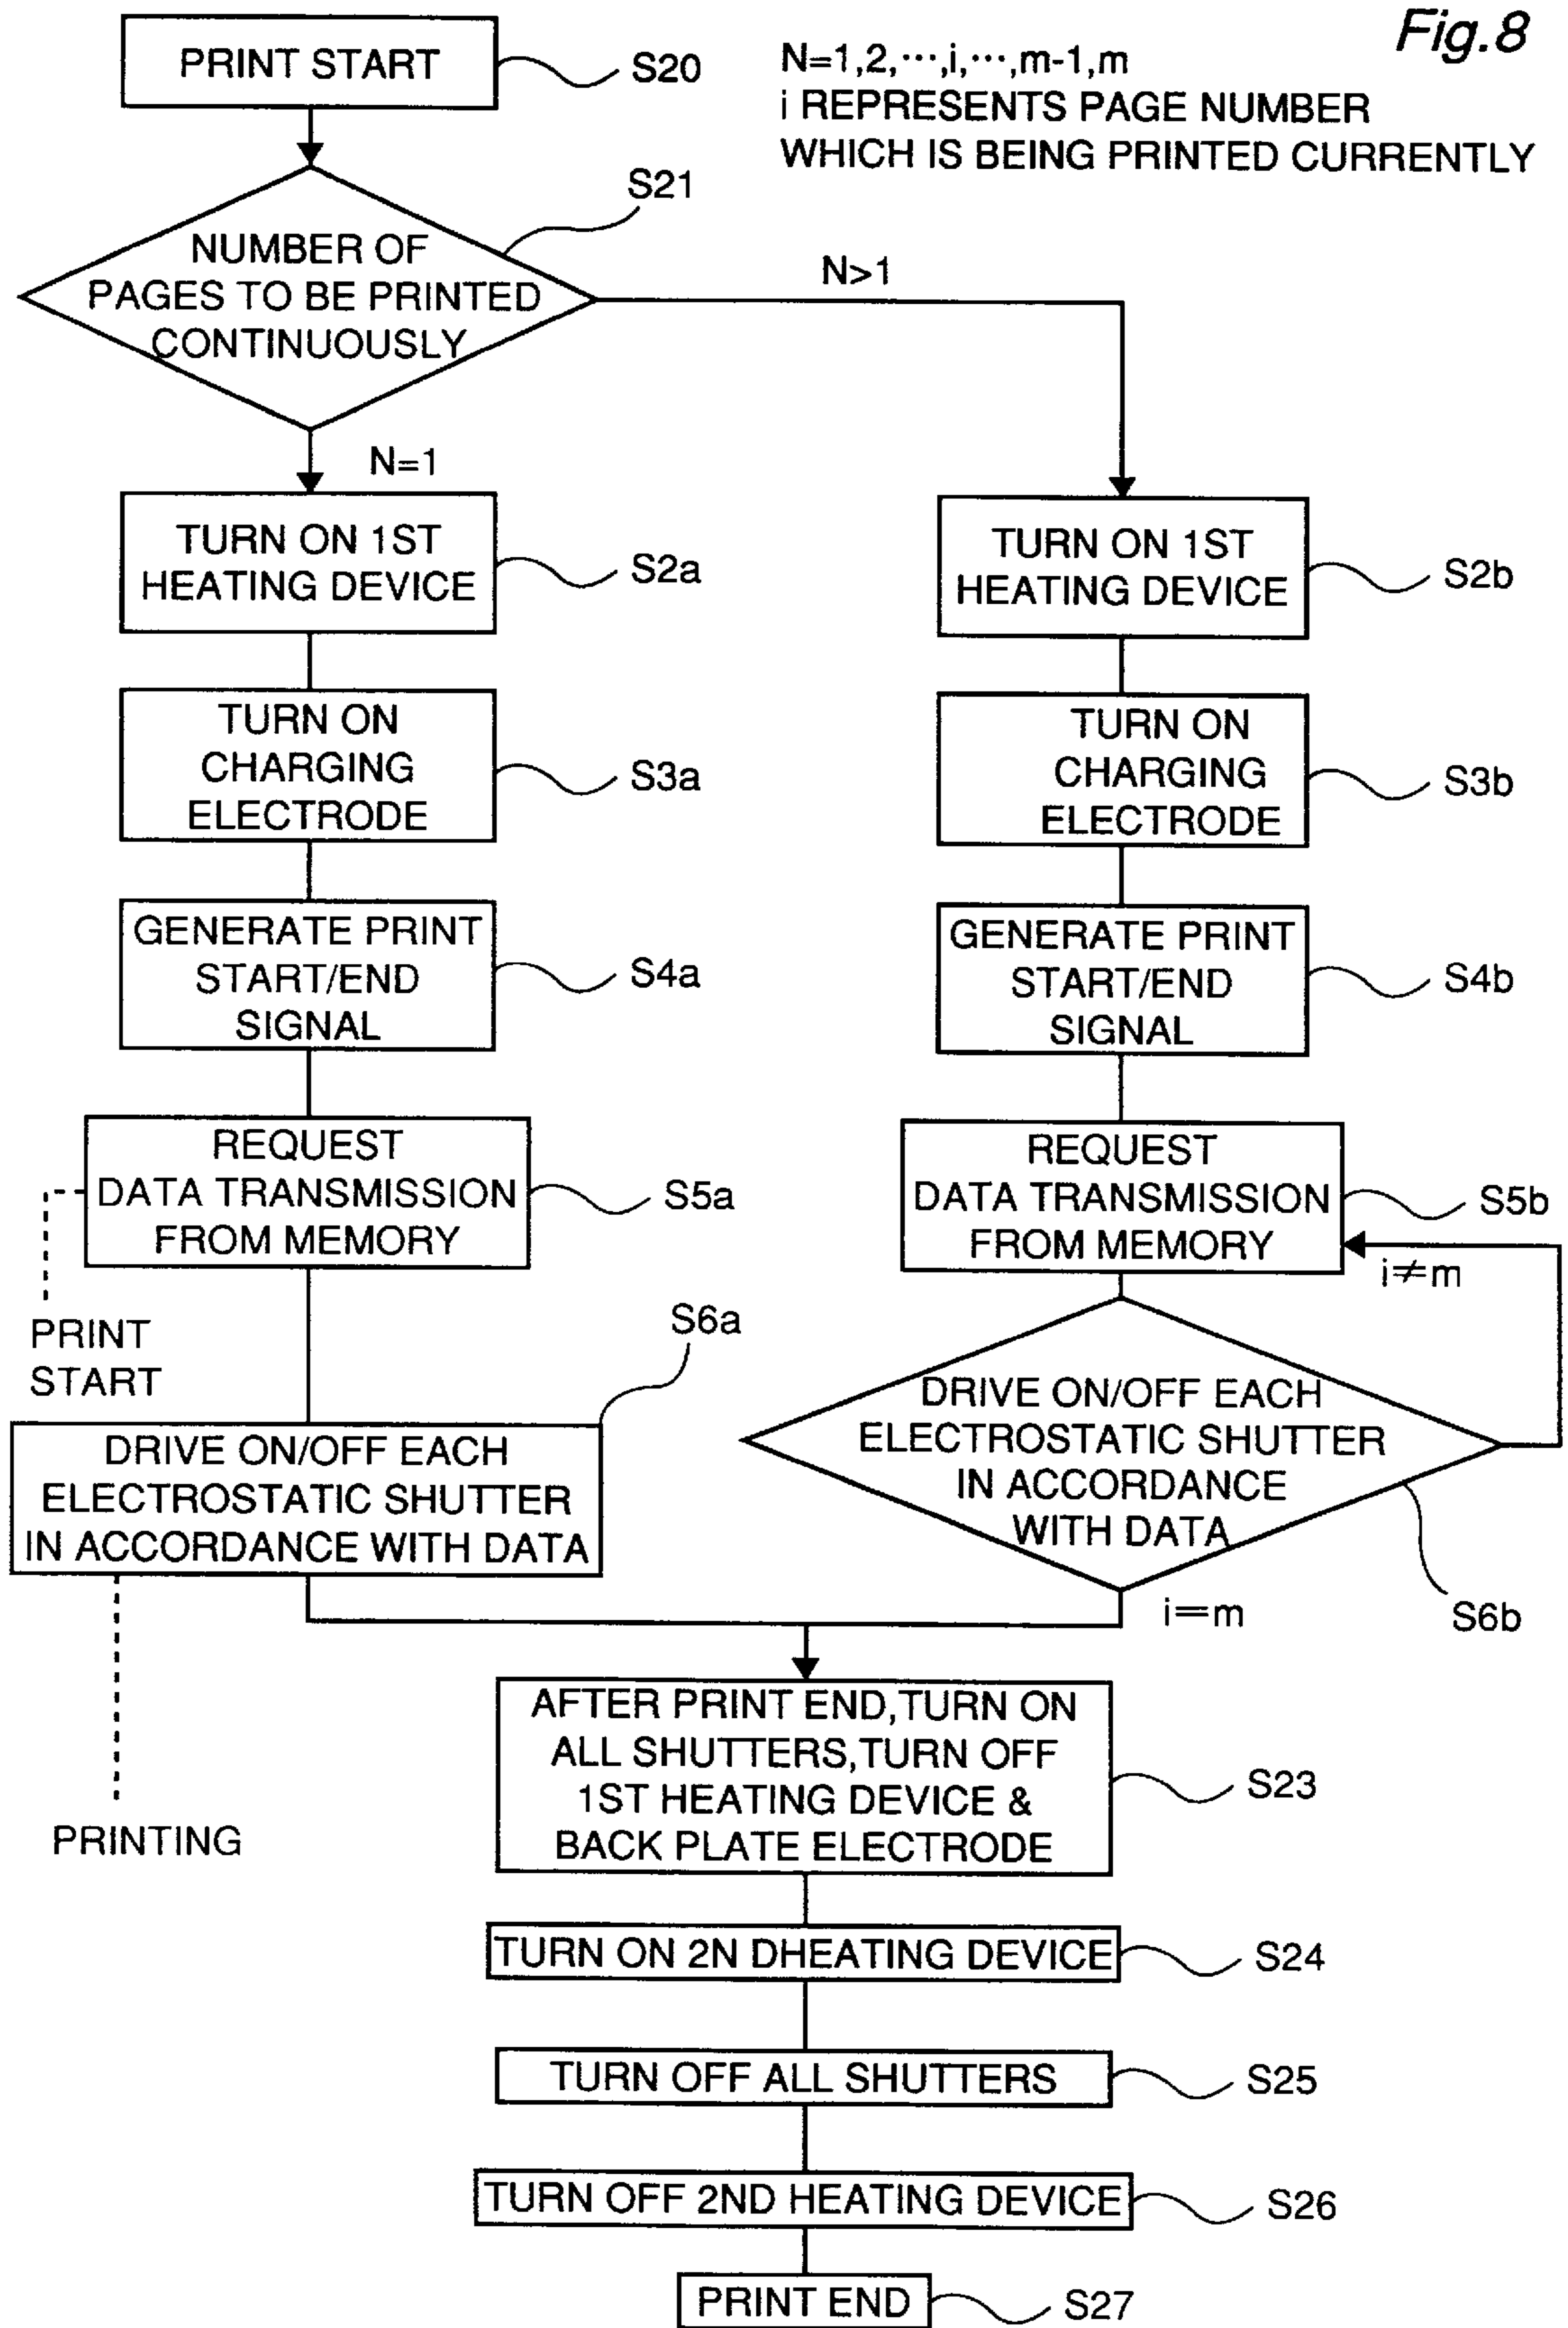 Fig.8
N=1,2,···,i,···,m-1,m
i REPRESENTS PAGE NUMBER
WHICH IS BEING PRINTED CURRENTLY
PRINT START
S20
S21
NUMBER OF
PAGES TO BE PRINTED
CONTINUOUSLY
N>1
N=1
TURN ON 1ST
HEATING DEVICE
S2a
TURN ON
CHARGING
ELECTRODE
S3a
GENERATE PRINT
START/END
SIGNAL
S4a
REQUEST
DATA TRANSMISSION
FROM MEMORY
S5a
PRINT
START
S6a
DRIVE ON/OFF EACH
ELECTROSTATIC SHUTTER
IN ACCORDANCE WITH DATA
PRINTING
TURN ON 1ST
HEATING DEVICE
S2b
TURN ON
CHARGING
ELECTRODE
S3b
GENERATE PRINT
START/END
SIGNAL
S4b
REQUEST
DATA TRANSMISSION
FROM MEMORY
S5b
i≠m
DRIVE ON/OFF EACH
ELECTROSTATIC SHUTTER
IN ACCORDANCE
WITH DATA
S6b
i=m
AFTER PRINT END,TURN ON
ALL SHUTTERS,TURN OFF
1ST HEATING DEVICE &
BACK PLATE ELECTRODE
S23
TURN ON 2N DHEATING DEVICE
S24
TURN OFF ALL SHUTTERS
S25
TURN OFF 2ND HEATING DEVICE
S26
PRINT END
S27